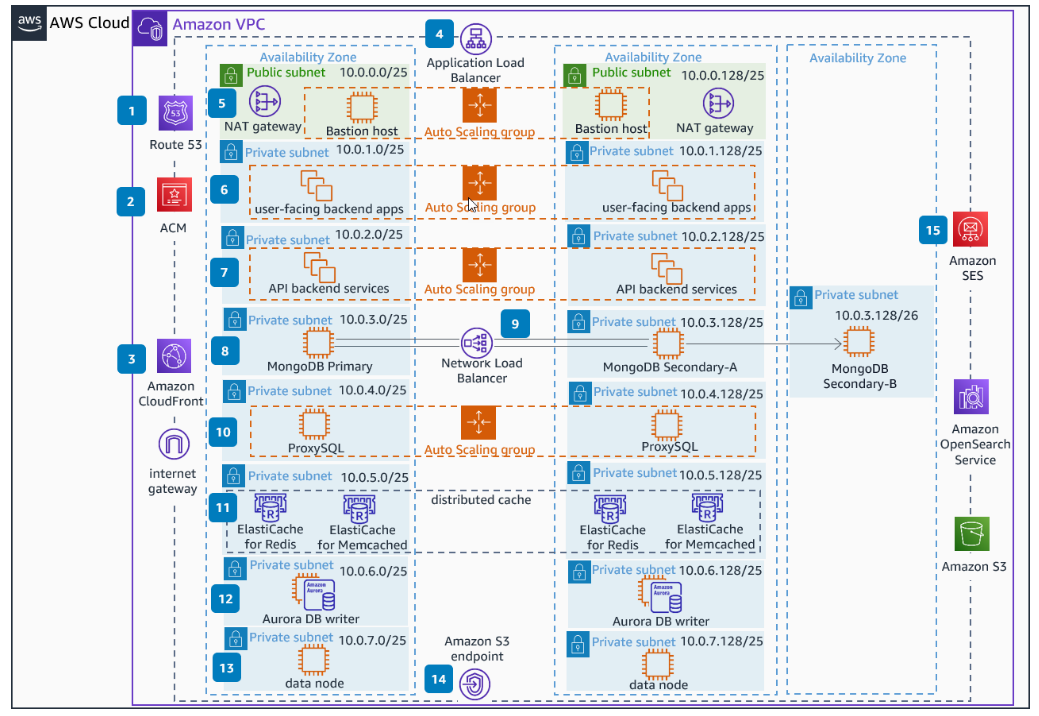 aws
AWS Cloud
Amazon VPC
4
Application Load
Balancer
Availability Zone
Availability Zone
Availability Zone
Public subnet 10.0.0.0/25
Public subnet 10.0.0.128/25
1
53
Route 53
5
NAT gateway
Bastion host
Auto Scaling group
Bastion host
NAT gateway
Private subnet 10.0.1.0/25
Private subnet 10.0.1.128/25
2
ACM
6
user-facing backend apps
Auto Scaling group
user-facing backend apps
15
Amazon
SES
Private subnet 10.0.2.0/25
Private subnet 10.0.2.128/25
7
API backend services
Auto Scaling group
API backend services
Private subnet
10.0.3.128/26
MongoDB
Secondary-B
Private subnet 10.0.3.0/25
9
Private subnet 10.0.3.128/25
3
Amazon
CloudFront
8
MongoDB Primary
Network Load
Balancer
MongoDB Secondary-A
Private subnet 10.0.4.0/25
Private subnet 10.0.4.128/25
internet
gateway
10
ProxySQL
Auto Scaling group
ProxySQL
Amazon
OpenSearch
Service
Private subnet 10.0.5.0/25
Private subnet 10.0.5.128/25
11
R
R
distributed cache
R
R
ElastiCache
for Redis
ElastiCache
for Memcached
ElastiCache
for Redis
ElastiCache
for Memcached
Amazon S3
Private subnet 10.0.6.0/25
Private subnet 10.0.6.128/25
12
Amazon
Aurora
Aurora DB writer
Amazon
Aurora
Aurora DB writer
Private subnet 10.0.7.0/25
Private subnet 10.0.7.128/25
13
data node
Amazon S3
endpoint
14
data node